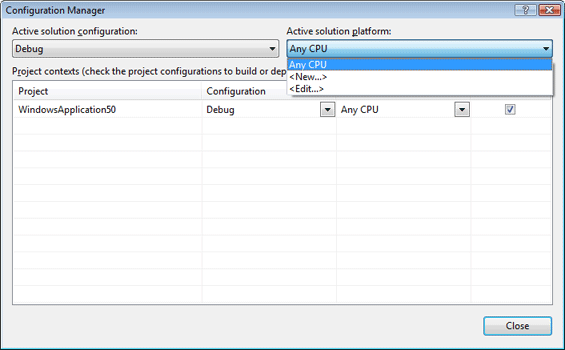 Configuration Manager
Active solution configuration: Active solution platform:
Debug Any CPU
Any CPU
<New...>
<Edit...>
Project contexts (check the project configurations to build or
Project Configuration
WindowsApplication50 Debug Any CPU
Close